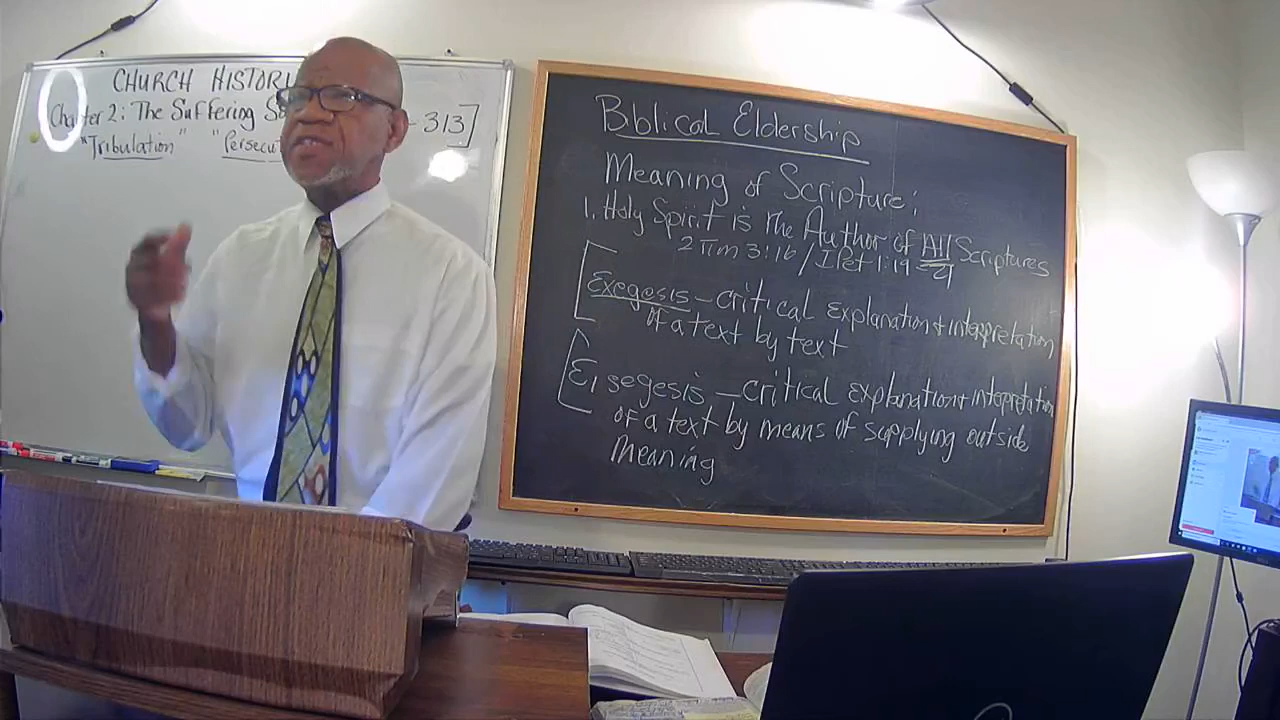 CHURCH HISTOR
Chapter 2: The Suffering - 313]
"Tribulation" "Persecu
Biblical Eldership
Meaning of Scripture:
1. Holy Spirit is the Author of All Scriptures
2 Tim 3:16 / I Pet 1:19-21
[Exegesis - critical explanation & interpretation
of a text by text
[Eisegesis - critical explanation & interpretation
of a text by means of supplying outside
meaning